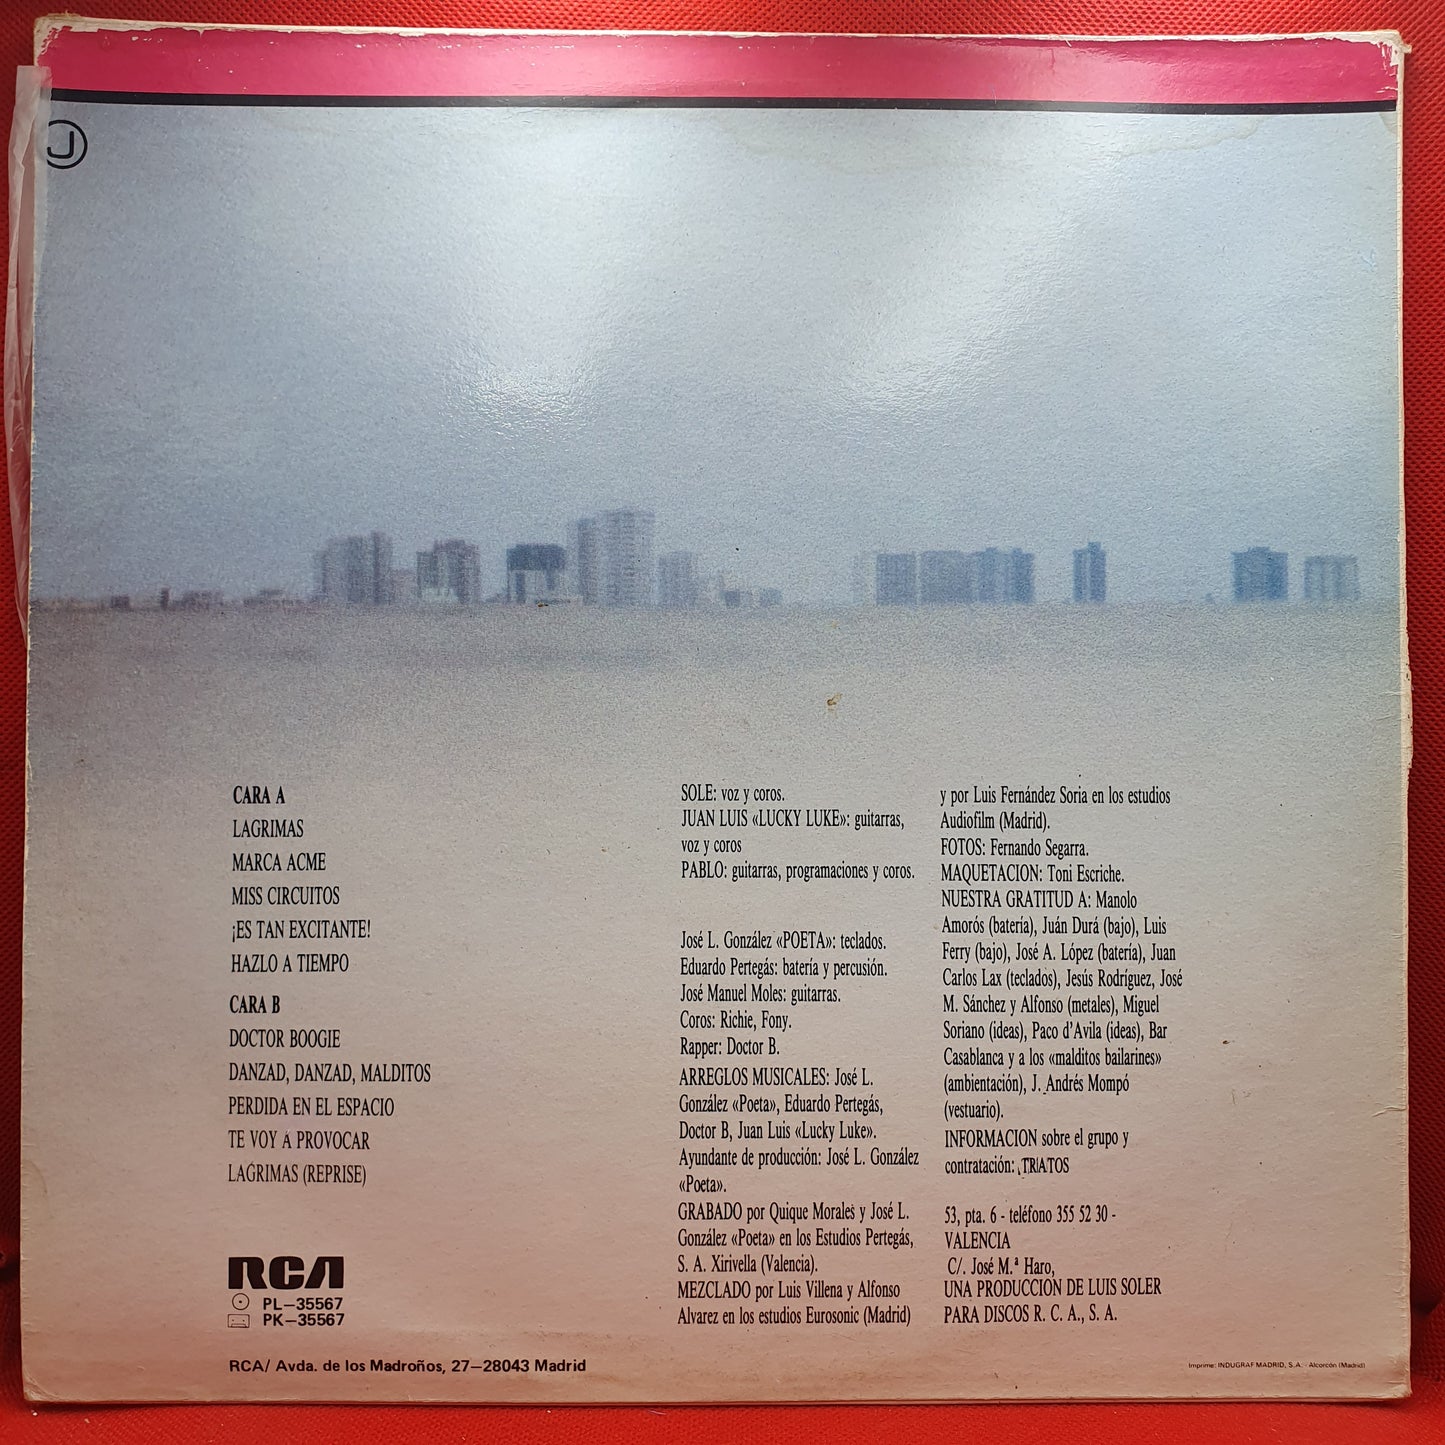 J
CARA A
LAGRIMAS
MARCA ACME
MISS CIRCUITOS
¡ES TAN EXCITANTE!
HAZLO A TIEMPO
CARA B
DOCTOR BOOGIE
DANZAD, DANZAD, MALDITOS
PERDIDA EN EL ESPACIO
TE VOY A PROVOCAR
LAGRIMAS (REPRISE)
RCA
PL—35567
PK—35567
RCA/ Avda. de los Madroños, 27—28043 Madrid
SOLE: voz y coros.
JUAN LUIS «LUCKY LUKE»: guitarras,
voz y coros
PABLO: guitarras, programaciones y coros.
José L. González «POETA»: teclados.
Eduardo Pertegás: batería y percusión.
José Manuel Moles: guitarras.
Coros: Richie, Fony.
Rapper: Doctor B.
ARREGLOS MUSICALES: José L.
González «Poeta», Eduardo Pertegás,
Doctor B, Juan Luis «Lucky Luke».
Ayundante de producción: José L. González
«Poeta».
GRABADO por Quique Morales y José L.
González «Poeta» en los Estudios Pertegás,
S. A. Xirivella (Valencia).
MEZCLADO por Luis Villena y Alfonso
Alvarez en los estudios Eurosonic (Madrid)
y por Luis Fernández Soria en los estudios
Audiofilm (Madrid).
FOTOS: Fernando Segarra.
MAQUETACION: Toni Escriche.
NUESTRA GRATITUD A: Manolo
Amorós (batería), Juán Durá (bajo), Luis
Ferry (bajo), José A. López (batería), Juan
Carlos Lax (teclados), Jesús Rodríguez, José
M. Sánchez y Alfonso (metales), Miguel
Soriano (ideas), Paco d'Avila (ideas), Bar
Casablanca y a los «malditos bailarines»
(ambientación), J. Andrés Mompó
(vestuario).
INFORMACION sobre el grupo y
contratación: TRATOS
53, pta. 6 - teléfono 355 52 30 -
VALENCIA
C/. José M.ª Haro,
UNA PRODUCCION DE LUIS SOLER
PARA DISCOS R. C. A., S. A.
Imprime: INDUGRAF MADRID, S.A. - Alcorcón (Madrid)